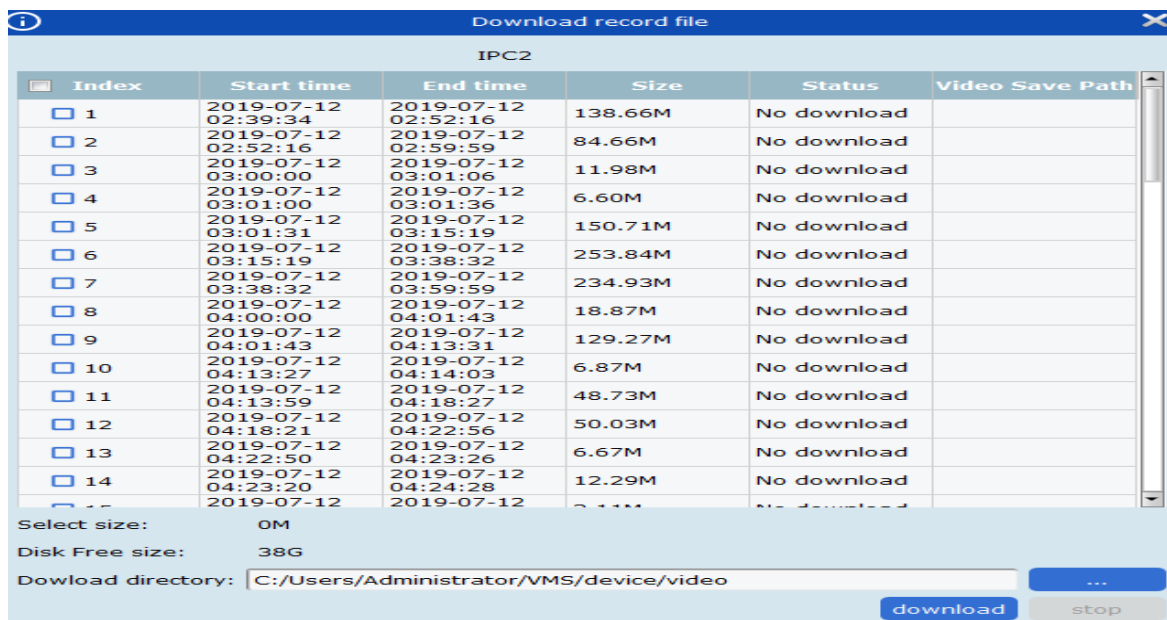 Download record file
IPC2
Index Start time End time Size Status Video Save Path
1 2019-07-12 02:39:34 2019-07-12 02:52:16 138.66M No download
2 2019-07-12 02:52:16 2019-07-12 02:59:59 84.66M No download
3 2019-07-12 03:00:00 2019-07-12 03:01:06 11.98M No download
4 2019-07-12 03:01:00 2019-07-12 03:01:36 6.60M No download
5 2019-07-12 03:01:31 2019-07-12 03:15:19 150.71M No download
6 2019-07-12 03:15:19 2019-07-12 03:38:32 253.84M No download
7 2019-07-12 03:38:32 2019-07-12 03:59:59 234.93M No download
8 2019-07-12 04:00:00 2019-07-12 04:01:43 18.87M No download
9 2019-07-12 04:01:43 2019-07-12 04:13:31 129.27M No download
10 2019-07-12 04:13:27 2019-07-12 04:14:03 6.87M No download
11 2019-07-12 04:13:59 2019-07-12 04:18:27 48.73M No download
12 2019-07-12 04:18:21 2019-07-12 04:22:56 50.03M No download
13 2019-07-12 04:22:50 2019-07-12 04:23:26 6.67M No download
14 2019-07-12 04:23:20 2019-07-12 04:24:28 12.29M No download
2019-07-12 2019-07-12
Select size: 0M
Disk Free size: 38G
Dowload directory: C:/Users/Administrator/VMS/device/video ...
download stop